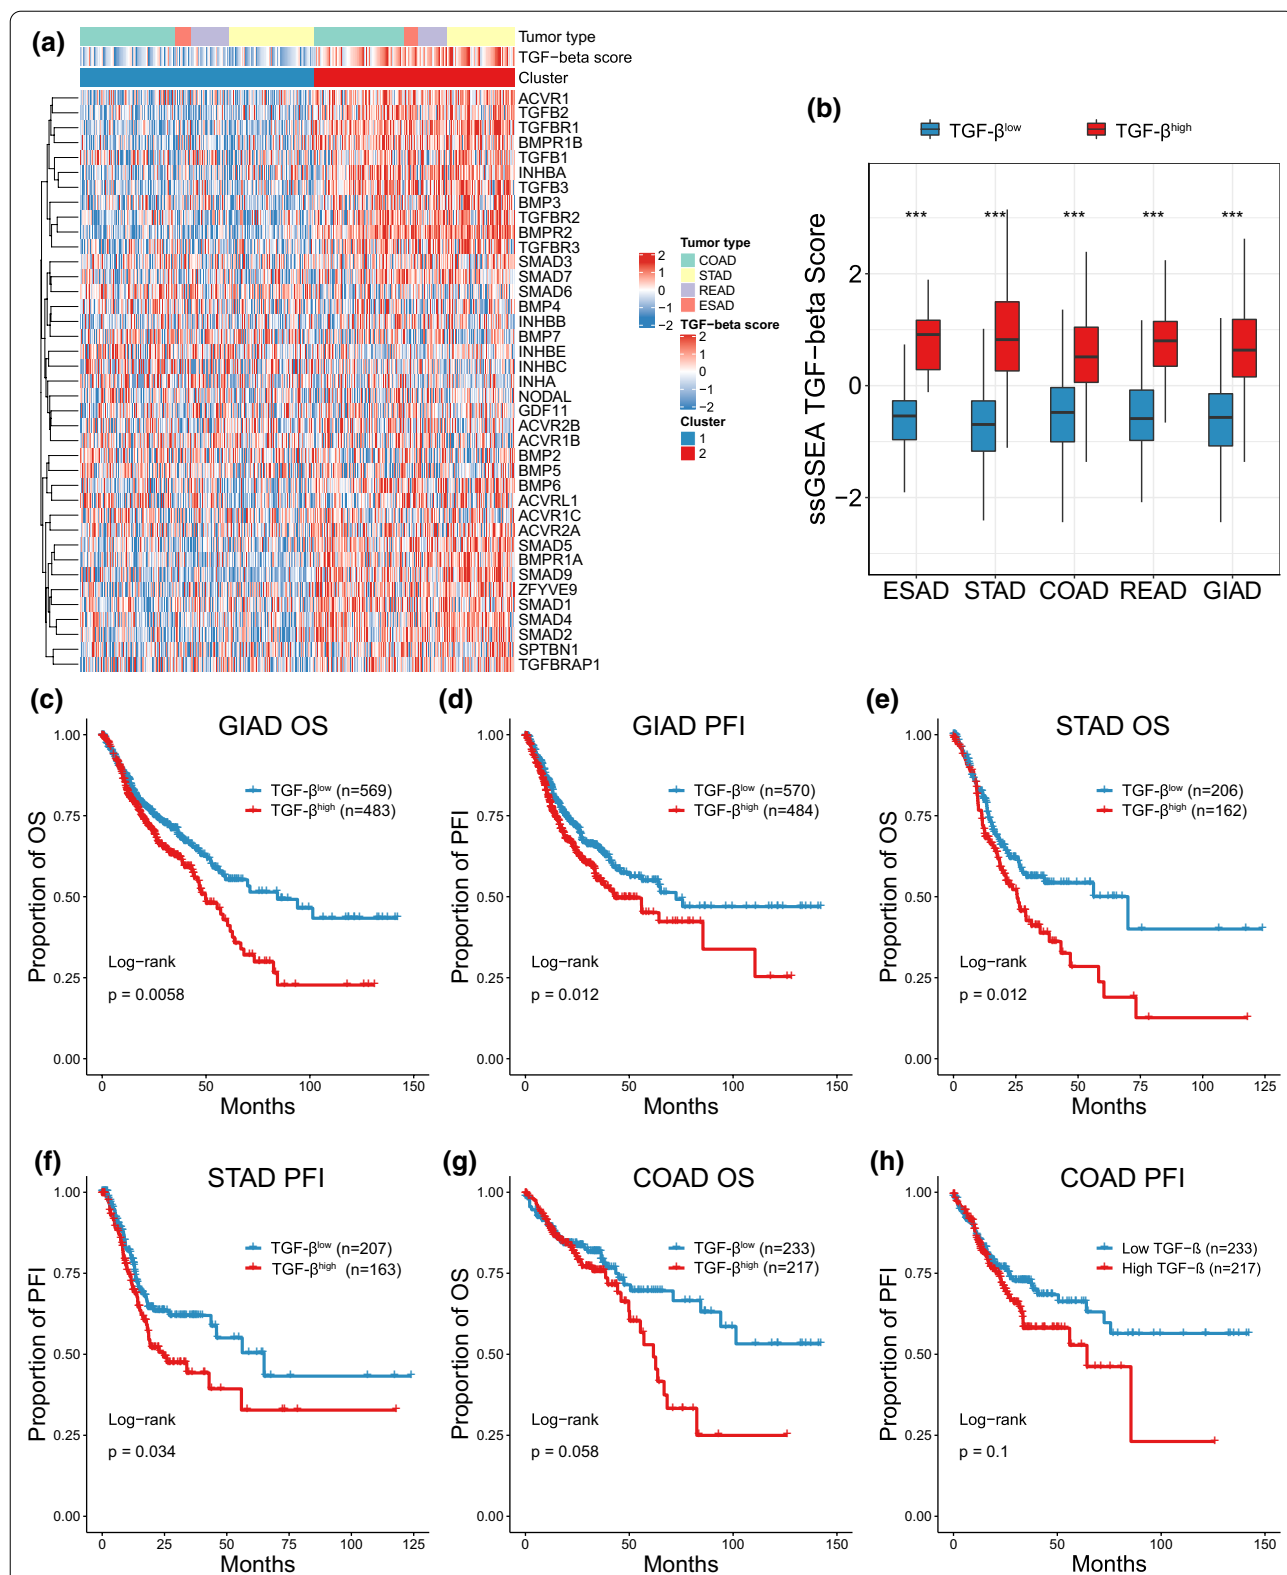 (a)
Tumor type
TGF−beta score
Cluster
ACVR1
TGFB2
TGFBR1
BMPR1B
TGFB1
INHBA
TGFB3
BMP3
TGFBR2
BMPR2
TGFBR3
SMAD3
SMAD7
SMAD6
BMP4
INHBB
BMP7
INHBE
INHBC
INHA
NODAL
GDF11
ACVR2B
ACVR1B
BMP2
BMP5
BMP6
ACVRL1
ACVR1C
ACVR2A
SMAD5
BMPR1A
SMAD9
ZFYVE9
SMAD1
SMAD4
SMAD2
SPTBN1
TGFBRAP1
2
1
0
−1
−2
Tumor type
COAD
STAD
READ
ESAD
TGF−beta score
2
1
0
−1
−2
Cluster
1
2
(b)
TGF-β^low
TGF-β^high
ssGSEA TGF−beta Score
2
0
−2
*** *** *** *** ***
ESAD STAD COAD READ GIAD
(c)
GIAD OS
TGF-β^low (n=569)
TGF-β^high (n=483)
Proportion of OS
1.00
0.75
0.50
0.25
0.00
Log−rank
p = 0.0058
0 50 100 150
Months
(d)
GIAD PFI
TGF-β^low (n=570)
TGF-β^high (n=484)
Proportion of PFI
1.00
0.75
0.50
0.25
0.00
Log−rank
p = 0.012
0 50 100 150
Months
(e)
STAD OS
TGF-β^low (n=206)
TGF-β^high (n=162)
Proportion of OS
1.00
0.75
0.50
0.25
0.00
Log−rank
p = 0.012
0 25 50 75 100 125
Months
(f)
STAD PFI
TGF-β^low (n=207)
TGF-β^high (n=163)
Proportion of PFI
1.00
0.75
0.50
0.25
0.00
Log−rank
p = 0.034
0 25 50 75 100 125
Months
(g)
COAD OS
TGF-β^low (n=233)
TGF-β^high (n=217)
Proportion of OS
1.00
0.75
0.50
0.25
0.00
Log−rank
p = 0.058
0 50 100 150
Months
(h)
COAD PFI
Low TGF−ß (n=233)
High TGF−ß (n=217)
Proportion of PFI
1.00
0.75
0.50
0.25
0.00
Log−rank
p = 0.1
0 50 100 150
Months